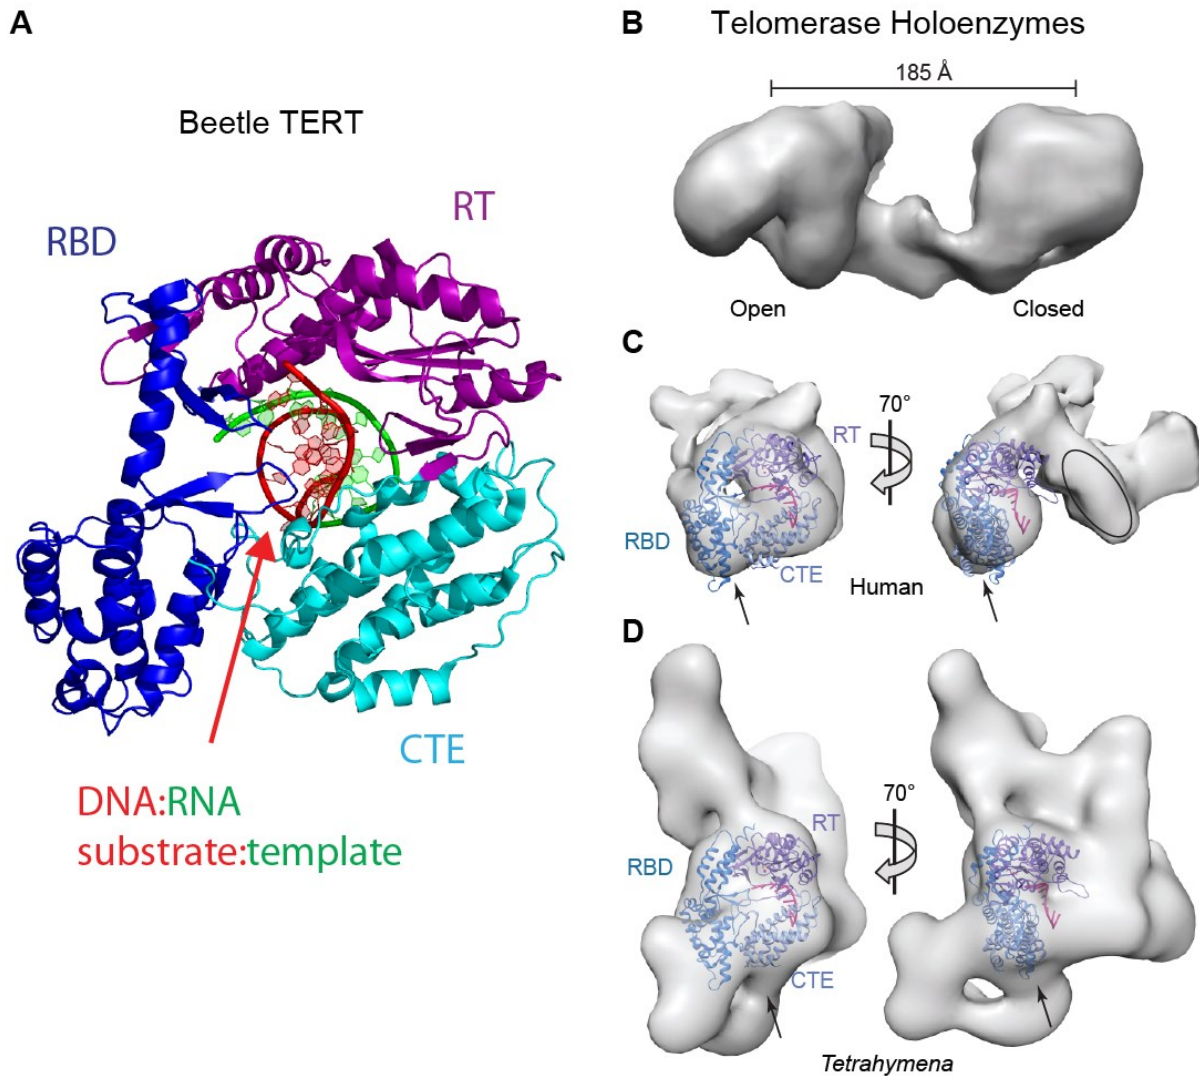 A
Beetle TERT
RBD
RT
CTE
DNA:RNA
substrate:template
B
Telomerase Holoenzymes
185 Å
Open
Closed
C
RT
70°
RBD
CTE
Human
D
RT
70°
RBD
CTE
Tetrahymena